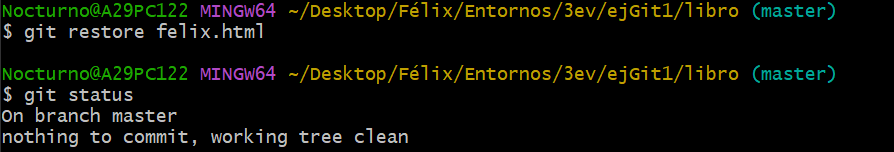 Nocturno@A29PC122 MINGW64 ~/Desktop/Félix/Entornos/3ev/ejGit1/libro (master)
$ git restore felix.html
Nocturno@A29PC122 MINGW64 ~/Desktop/Félix/Entornos/3ev/ejGit1/libro (master)
$ git status
On branch master
nothing to commit, working tree clean